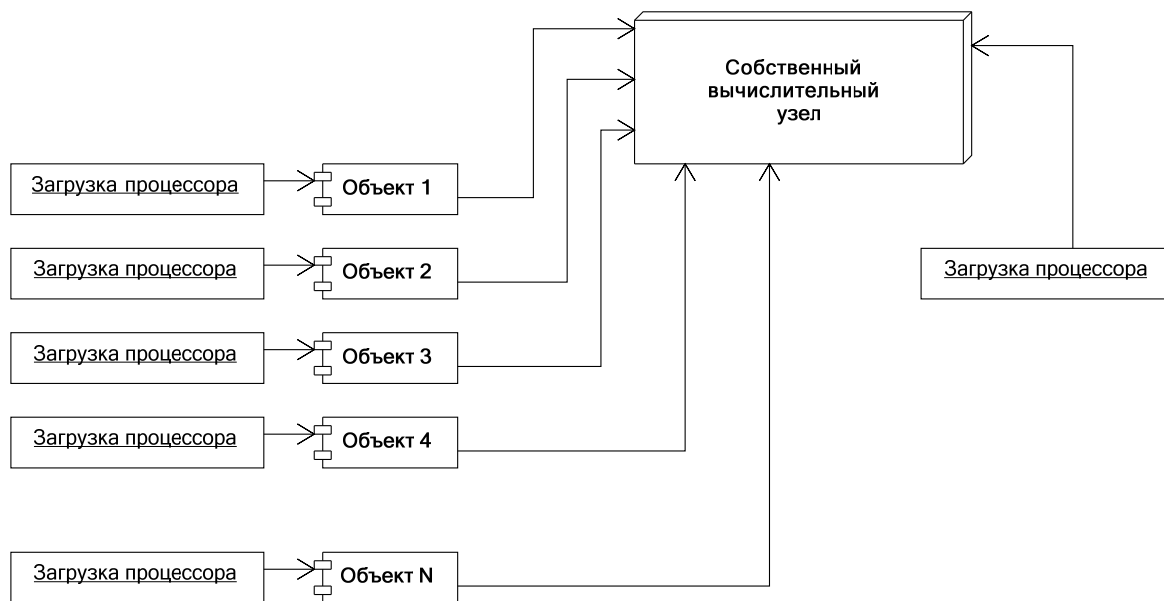 Собственный
вычислительный
узел
Загрузка процессора
Объект 1
Загрузка процессора
Объект 2
Загрузка процессора
Загрузка процессора
Объект 3
Загрузка процессора
Объект 4
Загрузка процессора
Объект N